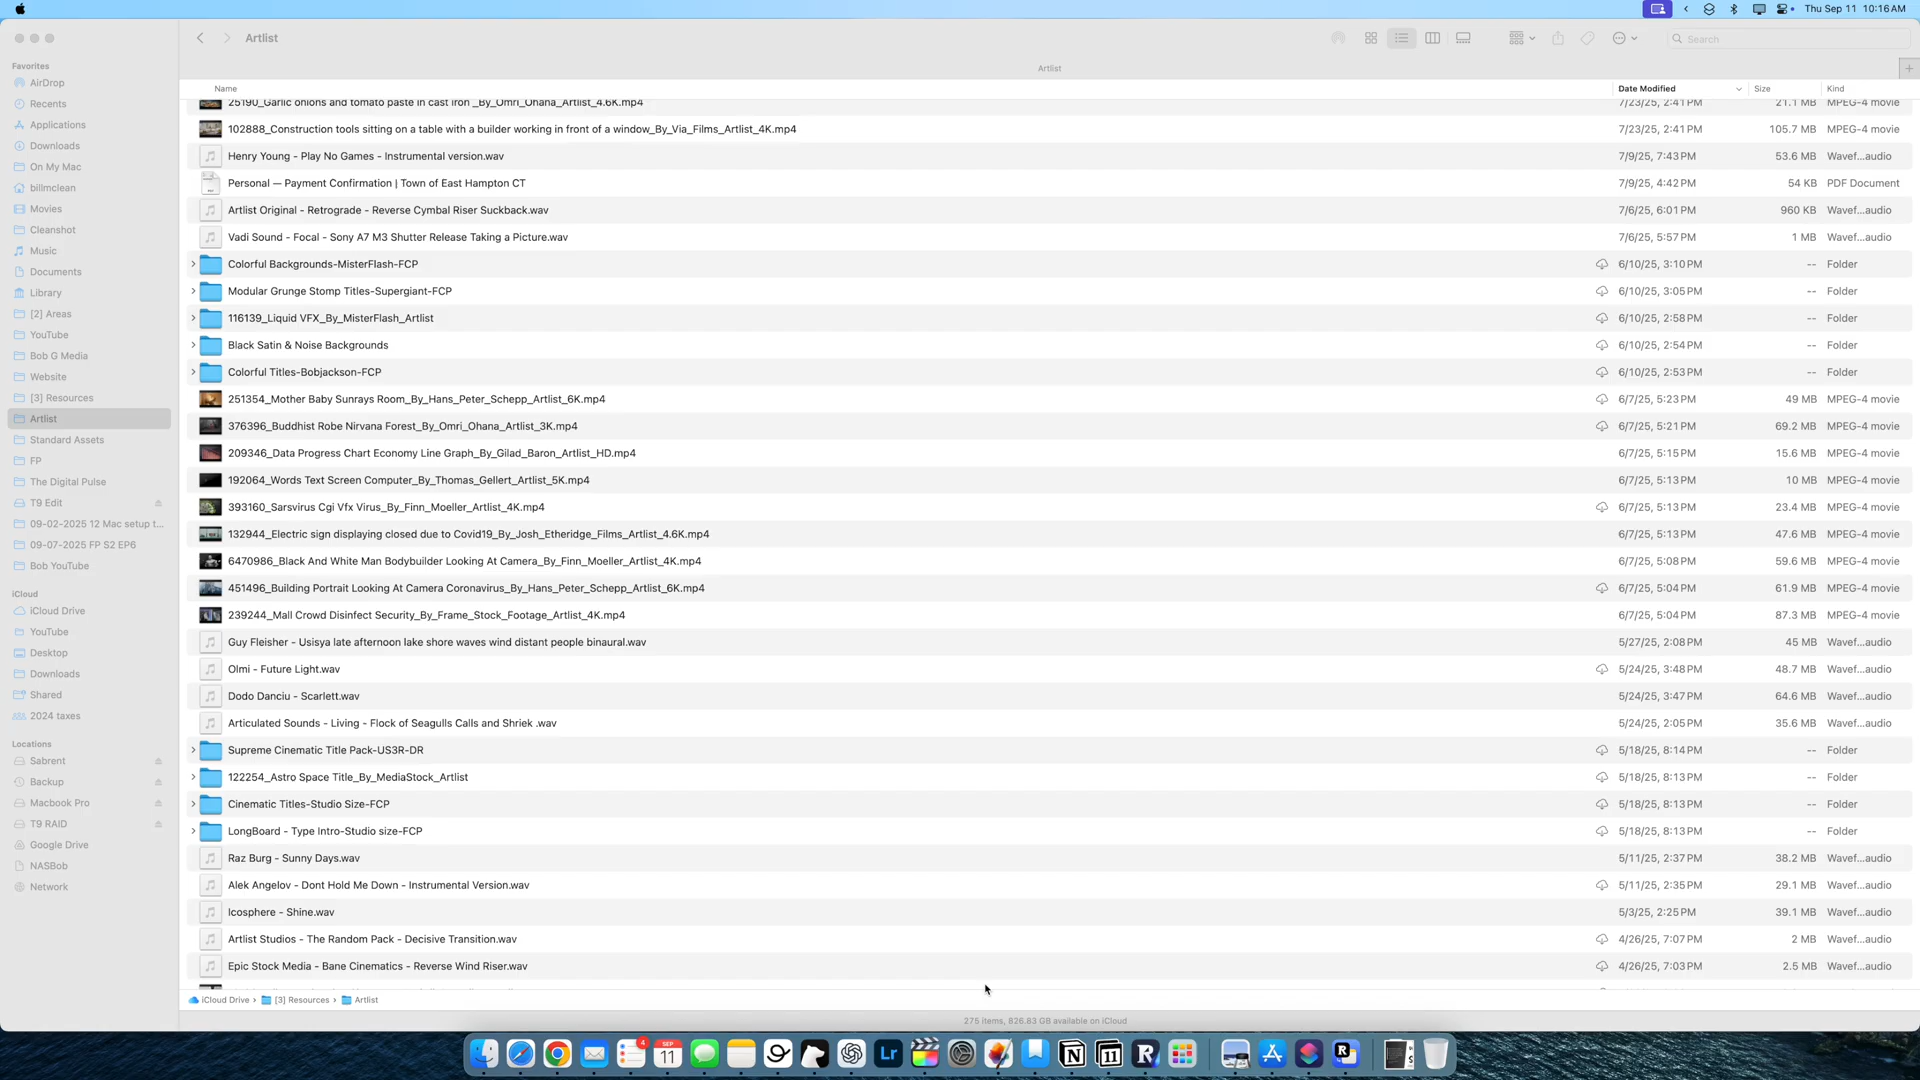 Thu Sep 11 10:16 AM
Artlist
Search
Artlist
Favorites
AirDrop
Recents
Applications
Downloads
On My Mac
billmclean
Movies
Cleanshot
Music
Documents
Library
[2] Areas
YouTube
Bob G Media
Website
[3] Resources
Artlist
Standard Assets
FP
The Digital Pulse
T9 Edit
09-02-2025 12 Mac setup t...
09-07-2025 FP S2 EP6
Bob YouTube
iCloud
iCloud Drive
YouTube
Desktop
Downloads
Shared
2024 taxes
Locations
Sabrent
Backup
Macbook Pro
T9 RAID
Google Drive
NASBob
Network
Name Date Modified Size Kind
25190_Garlic onions and tomato paste in cast iron _By_Omri_Ohana_Artlist_4.6K.mp4 7/23/25, 2:41 PM 21.1 MB MPEG-4 movie
102888_Construction tools sitting on a table with a builder working in front of a window_By_Via_Films_Artlist_4K.mp4 7/23/25, 2:41 PM 105.7 MB MPEG-4 movie
Henry Young - Play No Games - Instrumental version.wav 7/9/25, 7:43 PM 53.6 MB Wavef...audio
Personal — Payment Confirmation | Town of East Hampton CT 7/9/25, 4:42 PM 54 KB PDF Document
Artlist Original - Retrograde - Reverse Cymbal Riser Suckback.wav 7/6/25, 6:01 PM 960 KB Wavef...audio
Vadi Sound - Focal - Sony A7 M3 Shutter Release Taking a Picture.wav 7/6/25, 5:57 PM 1 MB Wavef...audio
Colorful Backgrounds-MisterFlash-FCP 6/10/25, 3:10 PM -- Folder
Modular Grunge Stomp Titles-Supergiant-FCP 6/10/25, 3:05 PM -- Folder
116139_Liquid VFX_By_MisterFlash_Artlist 6/10/25, 2:58 PM -- Folder
Black Satin & Noise Backgrounds 6/10/25, 2:54 PM -- Folder
Colorful Titles-Bobjackson-FCP 6/10/25, 2:53 PM -- Folder
251354_Mother Baby Sunrays Room_By_Hans_Peter_Schepp_Artlist_6K.mp4 6/7/25, 5:23 PM 49 MB MPEG-4 movie
376396_Buddhist Robe Nirvana Forest_By_Omri_Ohana_Artlist_3K.mp4 6/7/25, 5:21 PM 69.2 MB MPEG-4 movie
209346_Data Progress Chart Economy Line Graph_By_Gilad_Baron_Artlist_HD.mp4 6/7/25, 5:15 PM 15.6 MB MPEG-4 movie
192064_Words Text Screen Computer_By_Thomas_Gellert_Artlist_5K.mp4 6/7/25, 5:13 PM 10 MB MPEG-4 movie
393160_Sarsvirus Cgi Vfx Virus_By_Finn_Moeller_Artlist_4K.mp4 6/7/25, 5:13 PM 23.4 MB MPEG-4 movie
132944_Electric sign displaying closed due to Covid19_By_Josh_Etheridge_Films_Artlist_4.6K.mp4 6/7/25, 5:13 PM 47.6 MB MPEG-4 movie
6470986_Black And White Man Bodybuilder Looking At Camera_By_Finn_Moeller_Artlist_4K.mp4 6/7/25, 5:08 PM 59.6 MB MPEG-4 movie
451496_Building Portrait Looking At Camera Coronavirus_By_Hans_Peter_Schepp_Artlist_6K.mp4 6/7/25, 5:04 PM 61.9 MB MPEG-4 movie
239244_Mall Crowd Disinfect Security_By_Frame_Stock_Footage_Artlist_4K.mp4 6/7/25, 5:04 PM 87.3 MB MPEG-4 movie
Guy Fleisher - Usisya late afternoon lake shore waves wind distant people binaural.wav 5/27/25, 2:08 PM 45 MB Wavef...audio
Olmi - Future Light.wav 5/24/25, 3:48 PM 48.7 MB Wavef...audio
Dodo Danciu - Scarlett.wav 5/24/25, 3:47 PM 64.6 MB Wavef...audio
Articulated Sounds - Living - Flock of Seagulls Calls and Shriek .wav 5/24/25, 2:05 PM 35.6 MB Wavef...audio
Supreme Cinematic Title Pack-US3R-DR 5/18/25, 8:14 PM -- Folder
122254_Astro Space Title_By_MediaStock_Artlist 5/18/25, 8:13 PM -- Folder
Cinematic Titles-Studio Size-FCP 5/18/25, 8:13 PM -- Folder
LongBoard - Type Intro-Studio size-FCP 5/18/25, 8:13 PM -- Folder
Raz Burg - Sunny Days.wav 5/11/25, 2:37 PM 38.2 MB Wavef...audio
Alek Angelov - Dont Hold Me Down - Instrumental Version.wav 5/11/25, 2:35 PM 29.1 MB Wavef...audio
Icosphere - Shine.wav 5/3/25, 2:25 PM 39.1 MB Wavef...audio
Artlist Studios - The Random Pack - Decisive Transition.wav 4/26/25, 7:07 PM 2 MB Wavef...audio
Epic Stock Media - Bane Cinematics - Reverse Wind Riser.wav 4/26/25, 7:03 PM 2.5 MB Wavef...audio
iCloud Drive › [3] Resources › Artlist
275 items, 826.83 GB available on iCloud
4
SEP
11
Lr
11